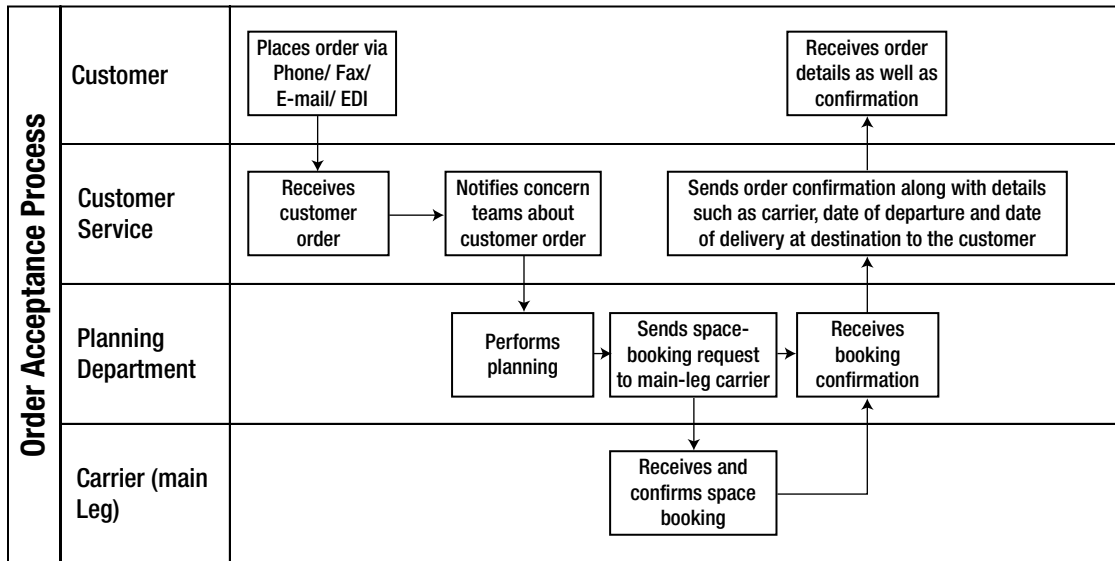 Order Acceptance Process
Customer
Places order via
Phone/ Fax/
E-mail/ EDI
Receives order
details as well as
confirmation
Customer
Service
Receives
customer
order
Notifies concern
teams about
customer order
Sends order confirmation along with details
such as carrier, date of departure and date
of delivery at destination to the customer
Planning
Department
Performs
planning
Sends space-
booking request
to main-leg carrier
Receives
booking
confirmation
Carrier (main
Leg)
Receives and
confirms space
booking